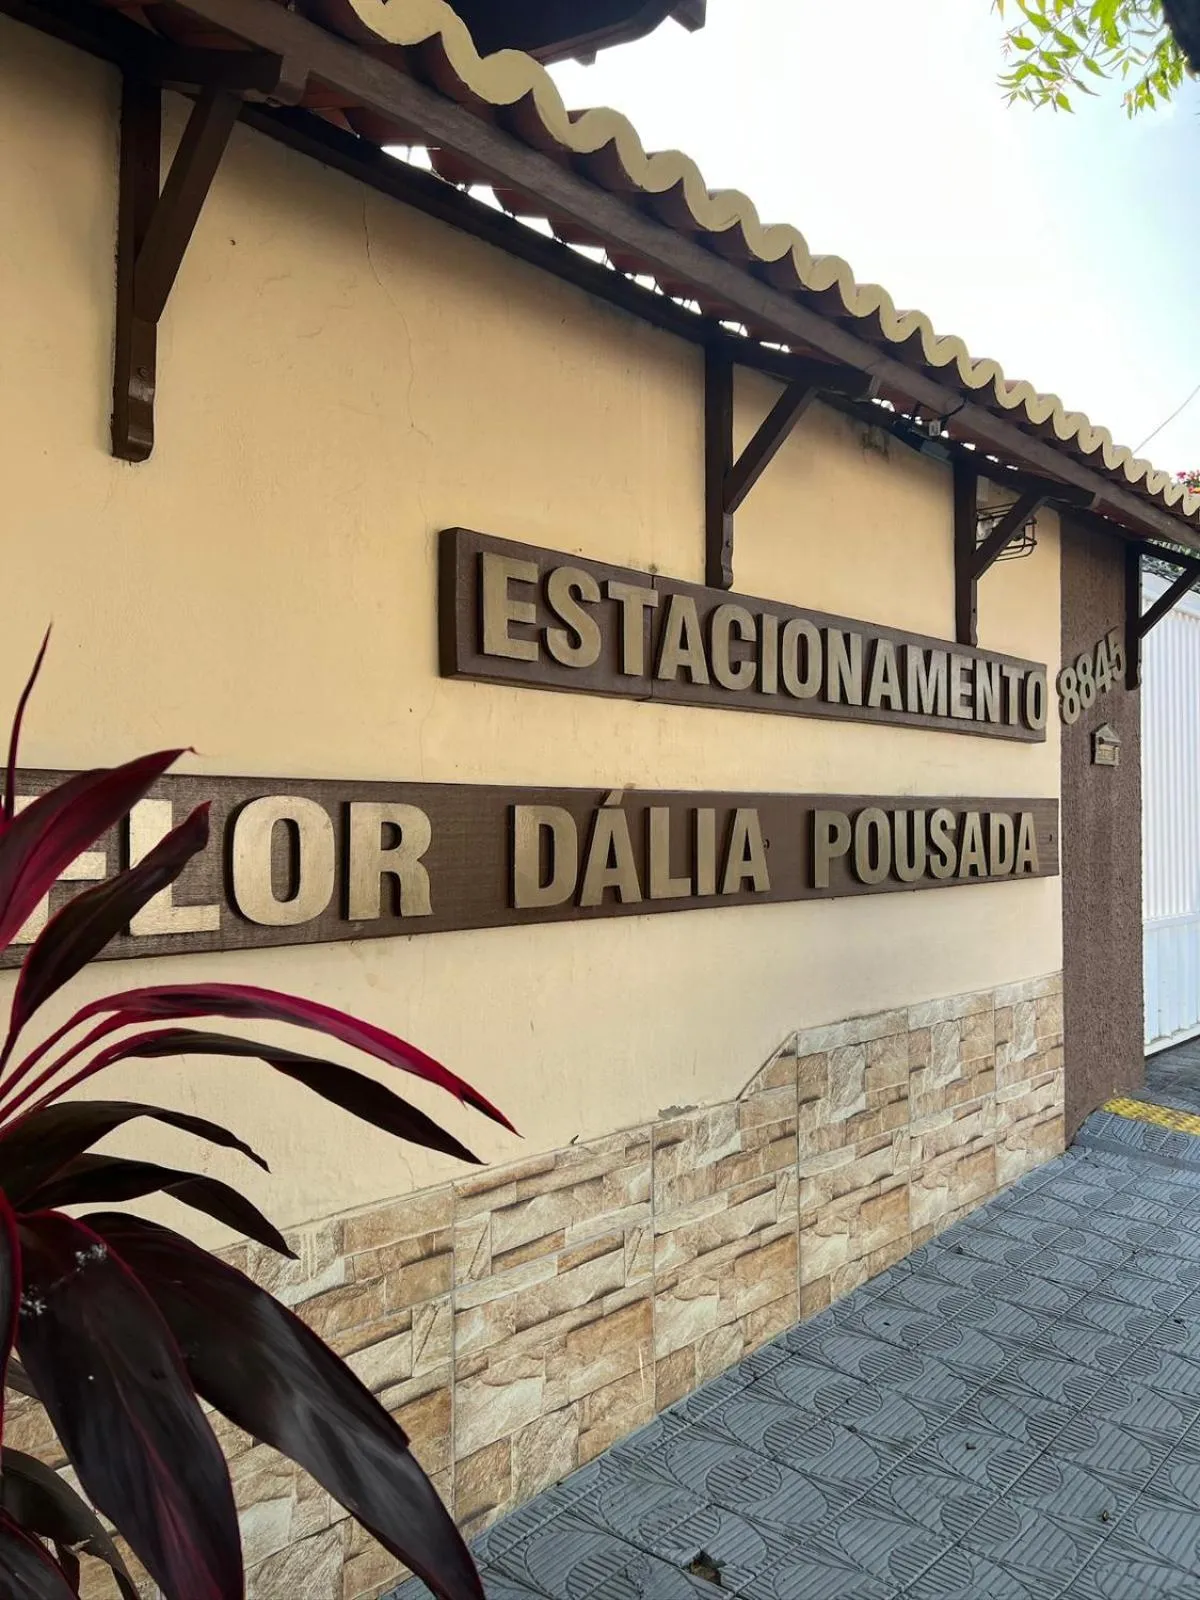 ESTACIONAMENTO
8845
FLOR DÁLIA POUSADA